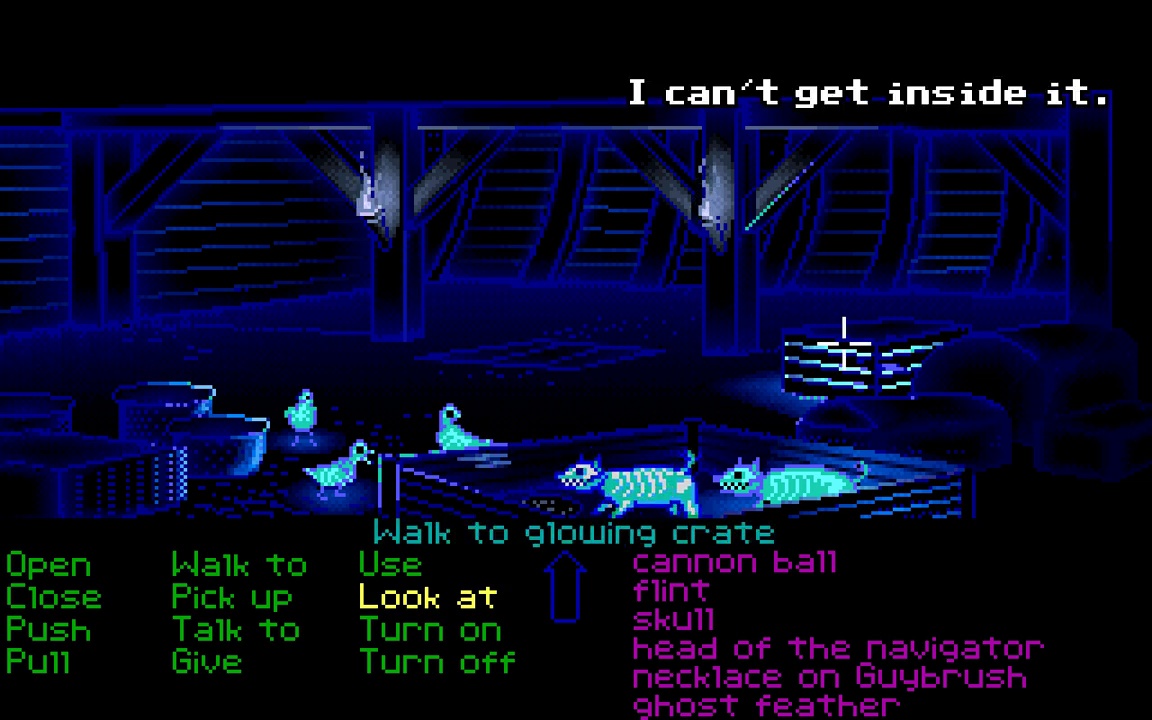 I can't get inside it.
Walk to glowing crate
Open Walk to Use
Close Pick up Look at
Push Talk to Turn on
Pull Give Turn off
cannon ball
flint
skull
head of the navigator
necklace on Guybrush
ghost feather